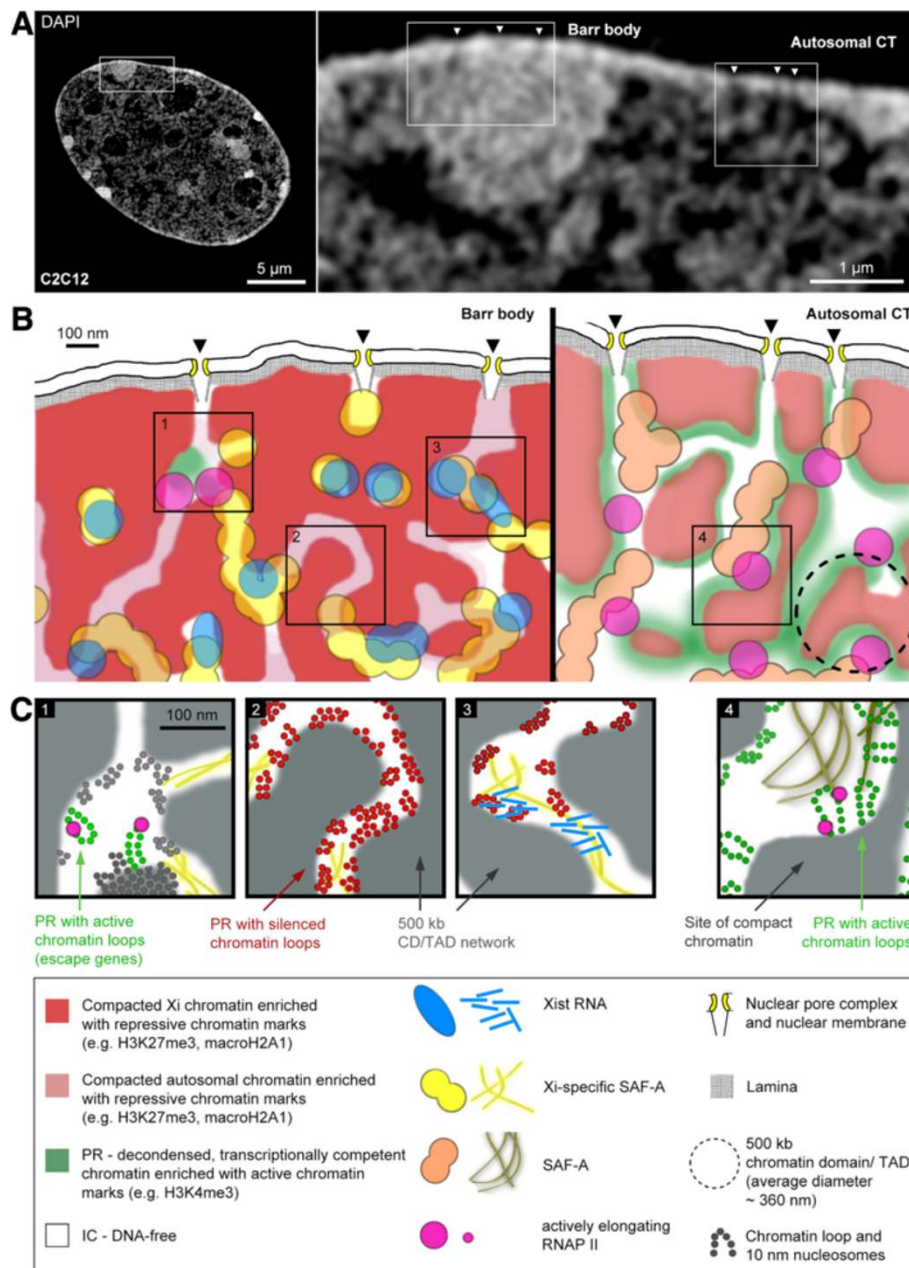 A
DAPI
Barr body
Autosomal CT
C2C12
5 µm
1 µm
B
Barr body
Autosomal CT
100 nm
1
2
3
4
C
1
100 nm
2
3
4
PR with active
chromatin loops
(escape genes)
PR with silenced
chromatin loops
500 kb
CD/TAD network
Site of compact
chromatin
PR with active
chromatin loops
Compacted Xi chromatin enriched
with repressive chromatin marks
(e.g. H3K27me3, macroH2A1)
Compacted autosomal chromatin enriched
with repressive chromatin marks
(e.g. H3K27me3, macroH2A1)
PR - decondensed, transcriptionally competent
chromatin enriched with active chromatin
marks (e.g. H3K4me3)
IC - DNA-free
Xist RNA
Xi-specific SAF-A
SAF-A
actively elongating
RNAP II
Nuclear pore complex
and nuclear membrane
Lamina
500 kb
chromatin domain/ TAD
(average diameter
~ 360 nm)
Chromatin loop and
10 nm nucleosomes